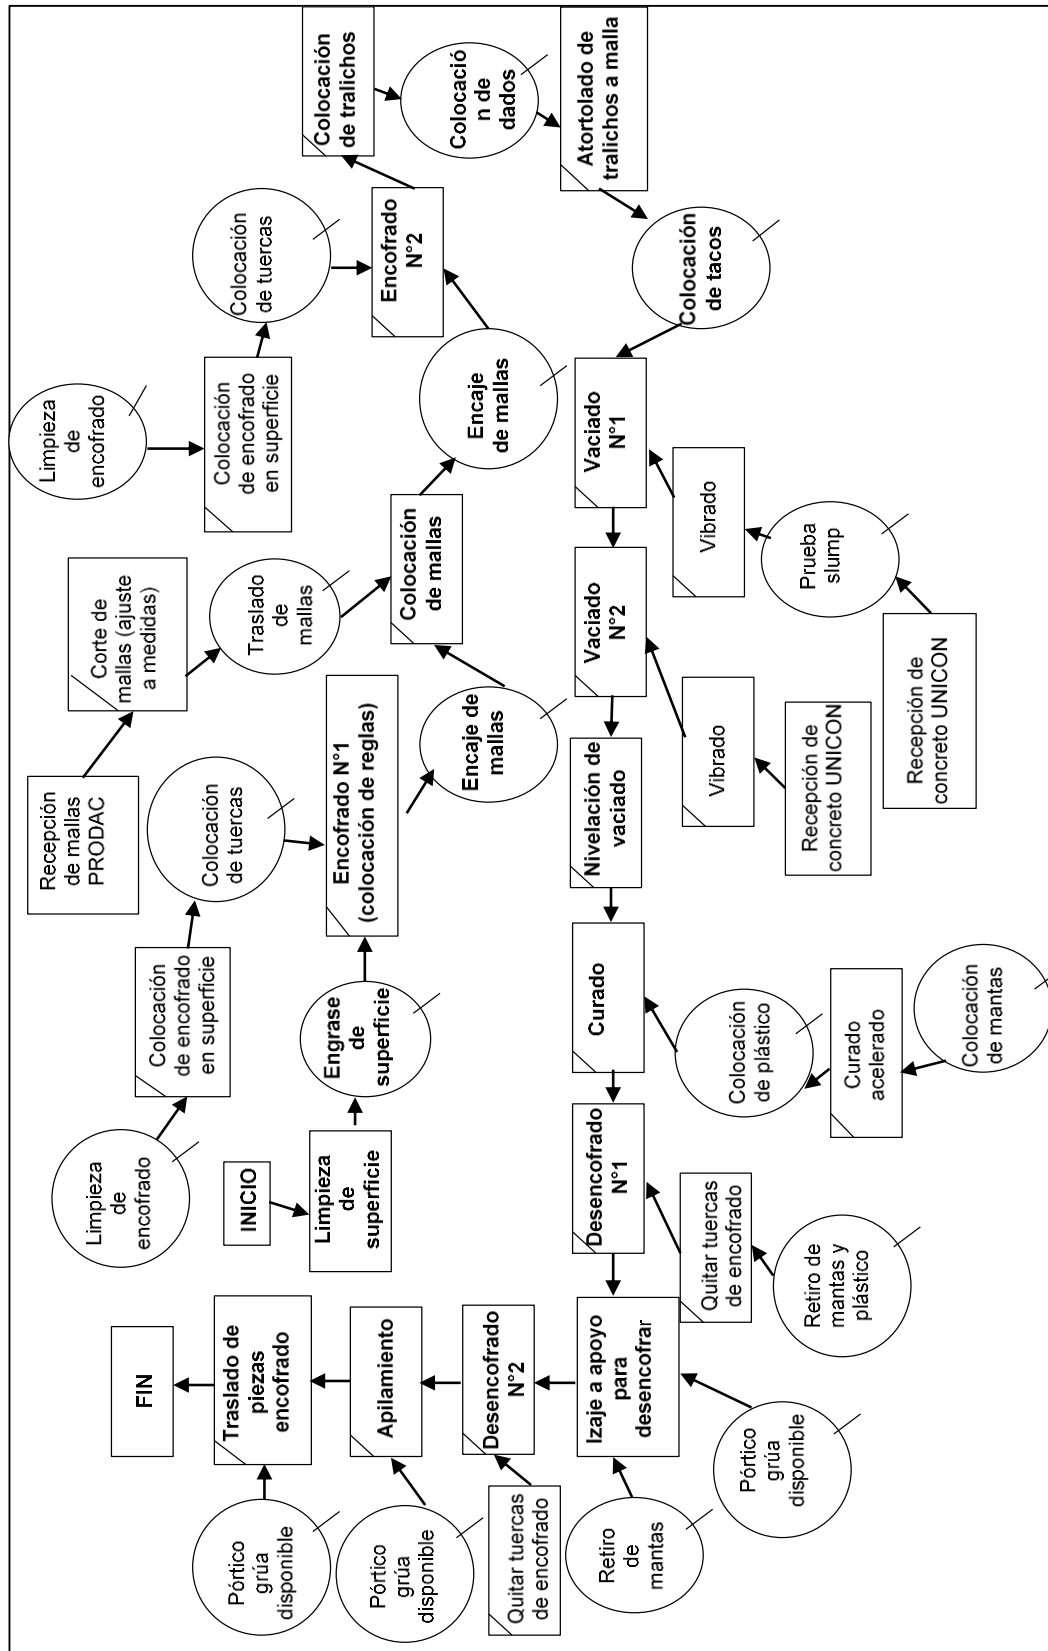 INICIO
Limpieza
de
superficie
Engrase
de
superficie
Limpieza
de
encofrado
Colocación
de encofrado
en superficie
Colocación
de tuercas
Encofrado N°1
(colocación de reglas)
Encaje de
mallas
Recepción
de mallas
PRODAC
Corte de
mallas (ajuste
a medidas)
Traslado
de
mallas
Colocación
de mallas
Encaje
de mallas
Limpieza
de
encofrado
Colocación
de encofrado
en superficie
Colocación
de tuercas
Encofrado
N°2
Colocación
de tralichos
Colocació
n de
dados
Atortolado de
tralichos a malla
Colocación
de tacos
Vaciado
N°1
Vibrado
Prueba
slump
Recepción de
concreto UNICON
Vaciado
N°2
Vibrado
Recepción de
concreto UNICON
Nivelación de
vaciado
Curado
Colocación
de plástico
Curado
acelerado
Colocación
de mantas
Desencofrado
N°1
Quitar tuercas
de encofrado
Retiro de
mantas y
plástico
Izaje a apoyo
para
desencofrar
Pórtico
grúa
disponible
Retiro
de
mantas
Desencofrado
N°2
Quitar tuercas
de encofrado
Apilamiento
Pórtico
grúa
disponible
Traslado de
piezas
encofrado
Pórtico
grúa
disponible
FIN